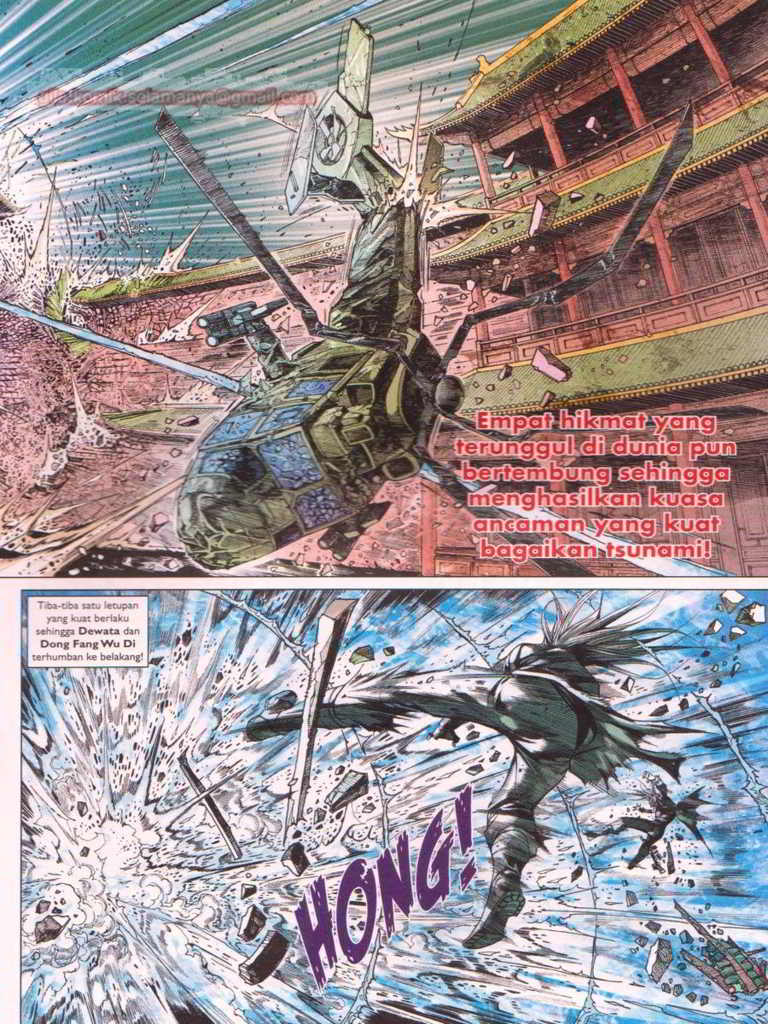 Empat hikmat yang
terunggul di dunia pun
bertembung sehingga
menghasilkan kuasa
ancaman yang kuat
bagaikan tsunami!
Tiba-tiba satu letupan
yang kuat berlaku
sehingga Dewata dan
Dong Fang Wu Di
terhumban ke belakang!
HONG!